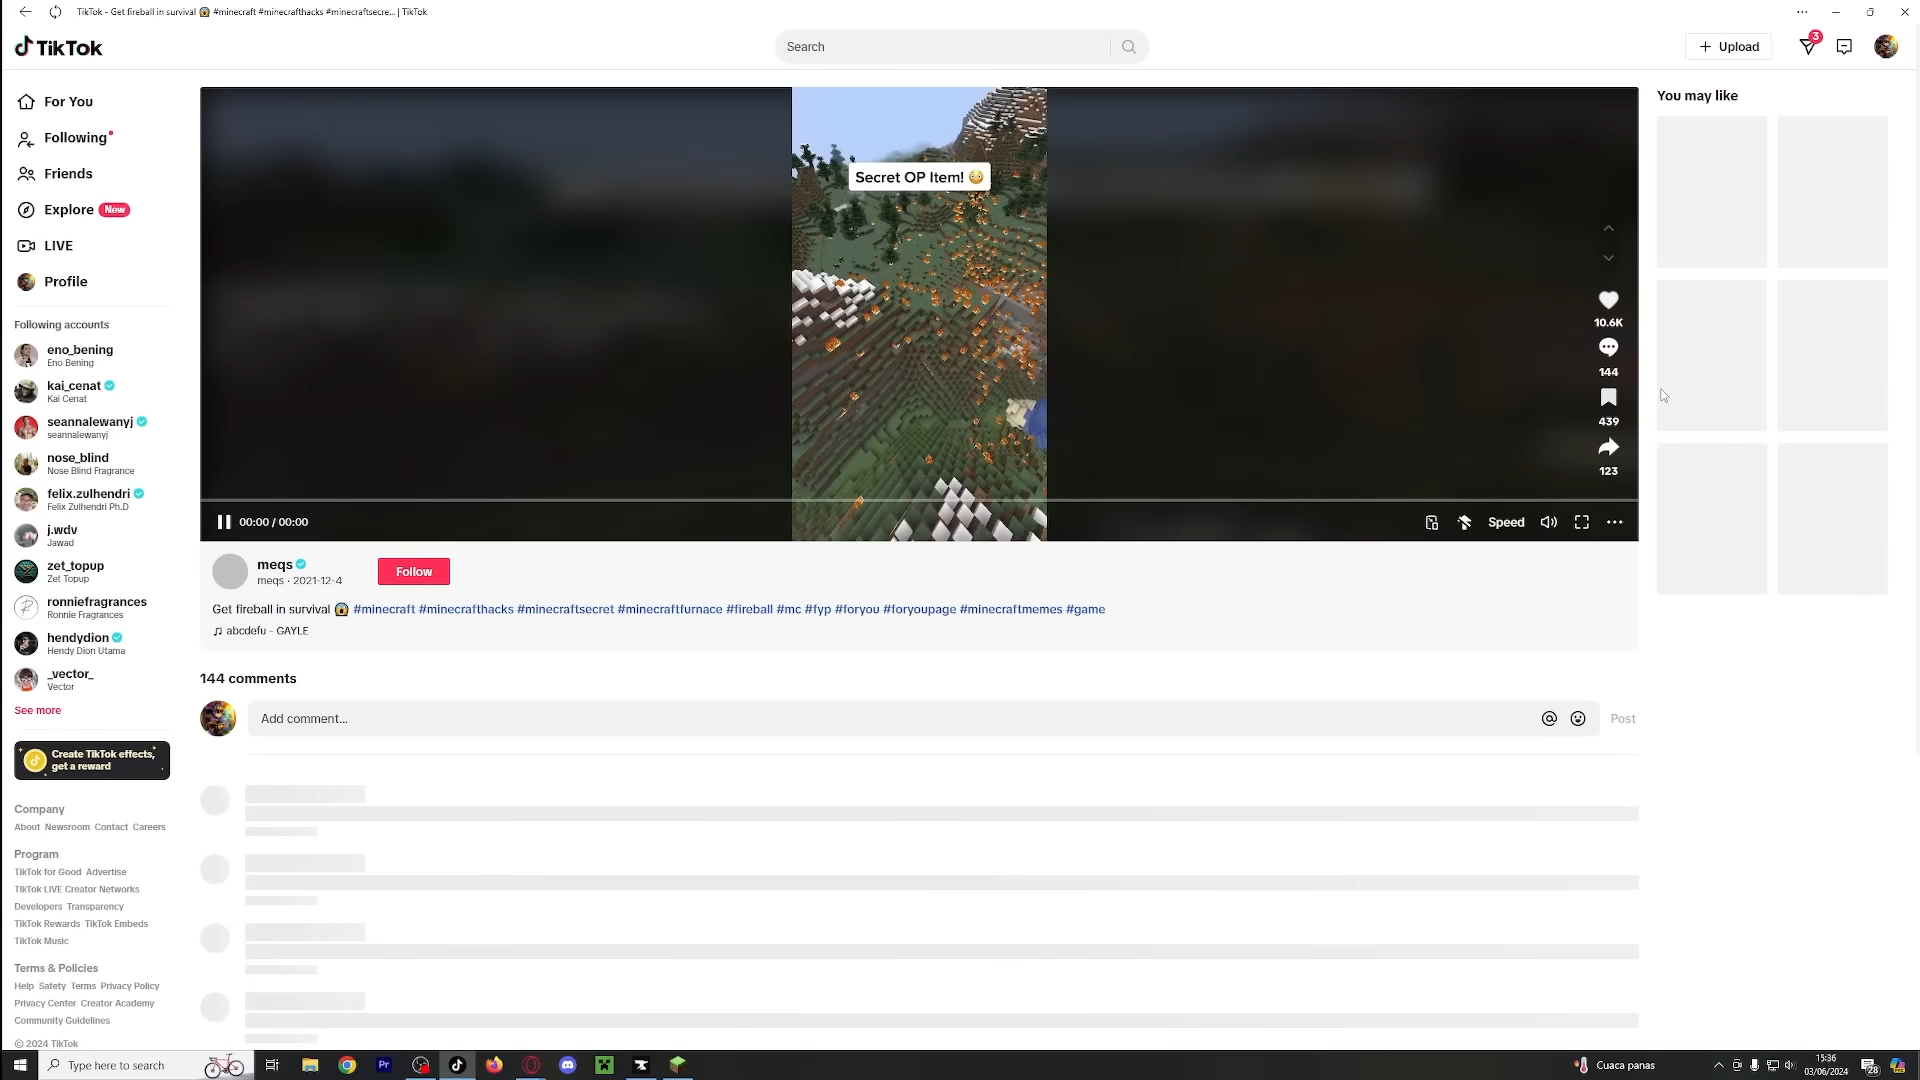 TikTok - Get fireball in survival 😱 #minecraft #minecrafthacks #minecraftsecre... | TikTok
TikTok
Search
Upload
3
For You
Following
Friends
Explore New
LIVE
Profile
Following accounts
eno_bening
Eno Bening
kai_cenat
Kai Cenat
seannalewanyj
seannalewanyj
nose_blind
Nose Blind Fragrance
felix.zulhendri
Felix Zulhendri Ph.D
j.wdv
Jawad
zet_topup
Zet Topup
ronniefragrances
Ronnie Fragrances
hendydion
Hendy Dion Utama
_vector_
Vector
See more
Create TikTok effects,
get a reward
Company
About Newsroom Contact Careers
Program
TikTok for Good Advertise
TikTok LIVE Creator Networks
Developers Transparency
TikTok Rewards TikTok Embeds
TikTok Music
Terms & Policies
Help Safety Terms Privacy Policy
Privacy Center Creator Academy
Community Guidelines
© 2024 TikTok
Secret OP Item! 😳
10.6K
144
439
123
00:00 / 00:00
Speed
meqs
meqs · 2021-12-4
Follow
Get fireball in survival 😱 #minecraft #minecrafthacks #minecraftsecret #minecraftfurnace #fireball #mc #fyp #foryou #foryoupage #minecraftmemes #game
abcdefu - GAYLE
144 comments
Add comment...
Post
You may like
Type here to search
Pr
Cuaca panas
15:36
03/06/2024
28